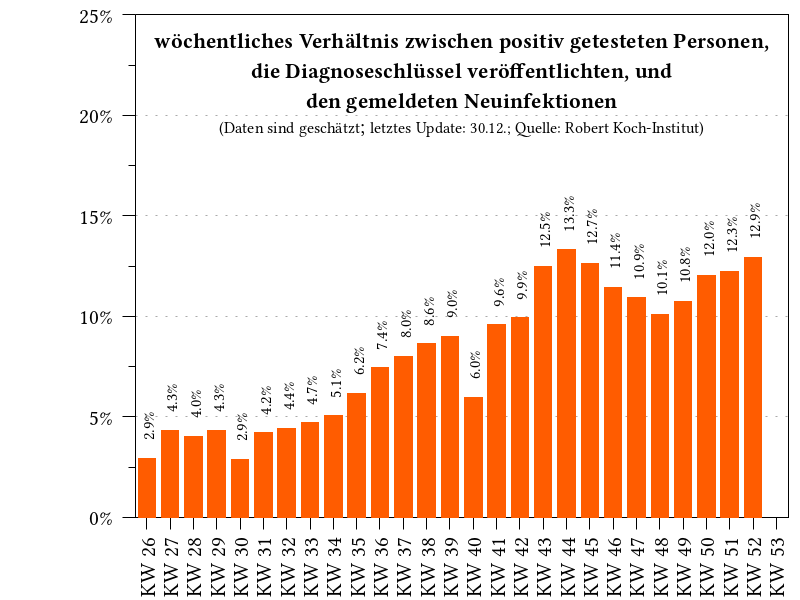 wöchentliches Verhältnis zwischen positiv getesteten Personen,
die Diagnoseschlüssel veröffentlichten, und
den gemeldeten Neuinfektionen
(Daten sind geschätzt; letztes Update: 30.12.; Quelle: Robert Koch-Institut)
25%
20%
15%
10%
5%
0%
2.9%
4.3%
4.0%
4.3%
2.9%
4.2%
4.4%
4.7%
5.1%
6.2%
7.4%
8.0%
8.6%
9.0%
6.0%
9.6%
9.9%
12.5%
13.3%
12.7%
11.4%
10.9%
10.1%
10.8%
12.0%
12.3%
12.9%
KW 26
KW 27
KW 28
KW 29
KW 30
KW 31
KW 32
KW 33
KW 34
KW 35
KW 36
KW 37
KW 38
KW 39
KW 40
KW 41
KW 42
KW 43
KW 44
KW 45
KW 46
KW 47
KW 48
KW 49
KW 50
KW 51
KW 52
KW 53